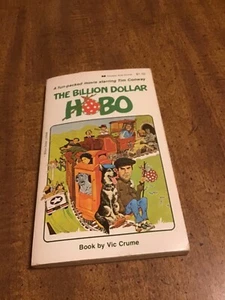 A fun-packed movie starring Tim Conway
THE BILLION DOLLAR
HOBO
Book by Vic Crume